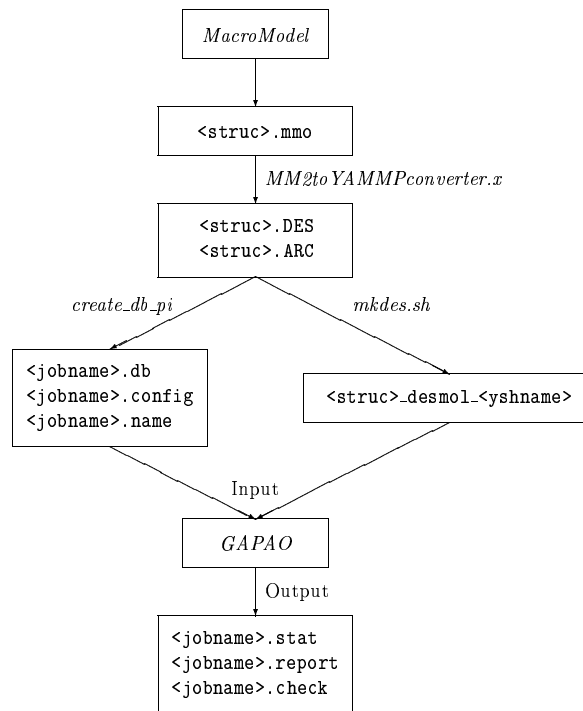 MacroModel
<struc>.mmo
MM2toYAMMPconverter.x
<struc>.DES
<struc>.ARC
create_db_pi
mkdes.sh
<jobname>.db
<jobname>.config
<jobname>.name
<struc>_desmol_<yshname>
Input
GAPAO
Output
<jobname>.stat
<jobname>.report
<jobname>.check